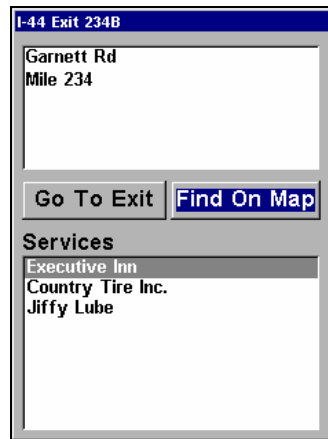 I-44 Exit 234B
Garnett Rd
Mile 234
Go To Exit
Find On Map
Services
Executive Inn
Country Tire Inc.
Jiffy Lube